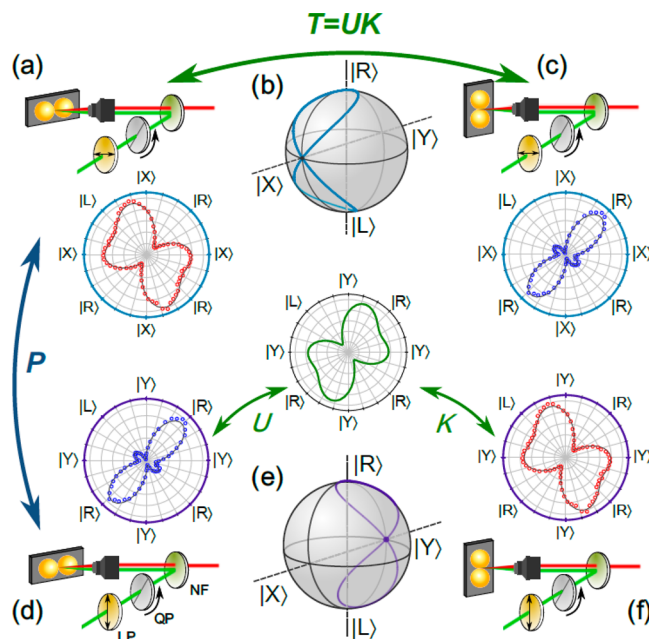 T=UK
(a)
(b)
|R⟩
(c)
|Y⟩
|X⟩
|L⟩
|X⟩
|L⟩
|R⟩
|X⟩
|X⟩
|R⟩
|R⟩
|X⟩
|X⟩
|L⟩
|R⟩
|X⟩
|X⟩
|R⟩
|R⟩
|X⟩
P
|Y⟩
|L⟩
|R⟩
|Y⟩
|Y⟩
|R⟩
|R⟩
|Y⟩
U
K
|Y⟩
|L⟩
|R⟩
|Y⟩
|Y⟩
|R⟩
|R⟩
|Y⟩
|Y⟩
|L⟩
|R⟩
|Y⟩
|Y⟩
|R⟩
|R⟩
|Y⟩
(e)
|R⟩
|Y⟩
|X⟩
|L⟩
(d)
LP
QP
NF
(f)